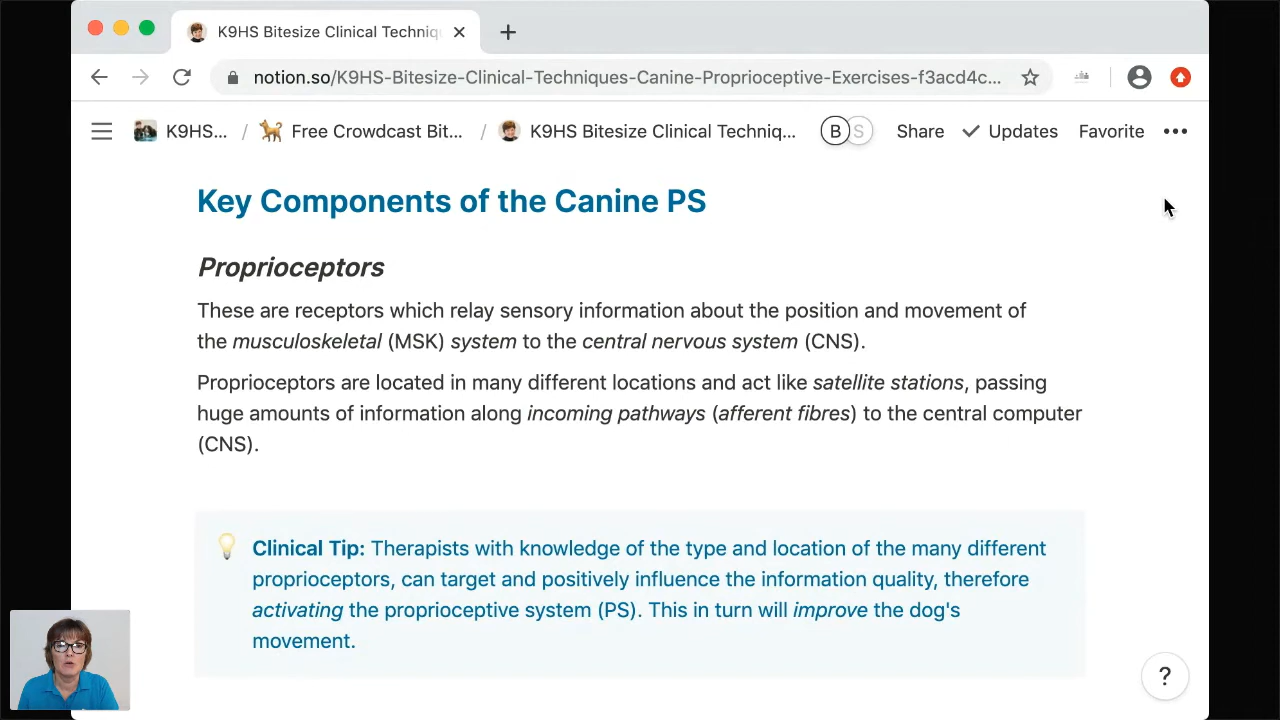 K9HS Bitesize Clinical Techniq
notion.so/K9HS-Bitesize-Clinical-Techniques-Canine-Proprioceptive-Exercises-f3acd4c...
K9HS... / Free Crowdcast Bit... / K9HS Bitesize Clinical Techniq... B S Share Updates Favorite
Key Components of the Canine PS
Proprioceptors
These are receptors which relay sensory information about the position and movement of
the musculoskeletal (MSK) system to the central nervous system (CNS).
Proprioceptors are located in many different locations and act like satellite stations, passing
huge amounts of information along incoming pathways (afferent fibres) to the central computer
(CNS).
Clinical Tip: Therapists with knowledge of the type and location of the many different
proprioceptors, can target and positively influence the information quality, therefore
activating the proprioceptive system (PS). This in turn will improve the dog's
movement.
?